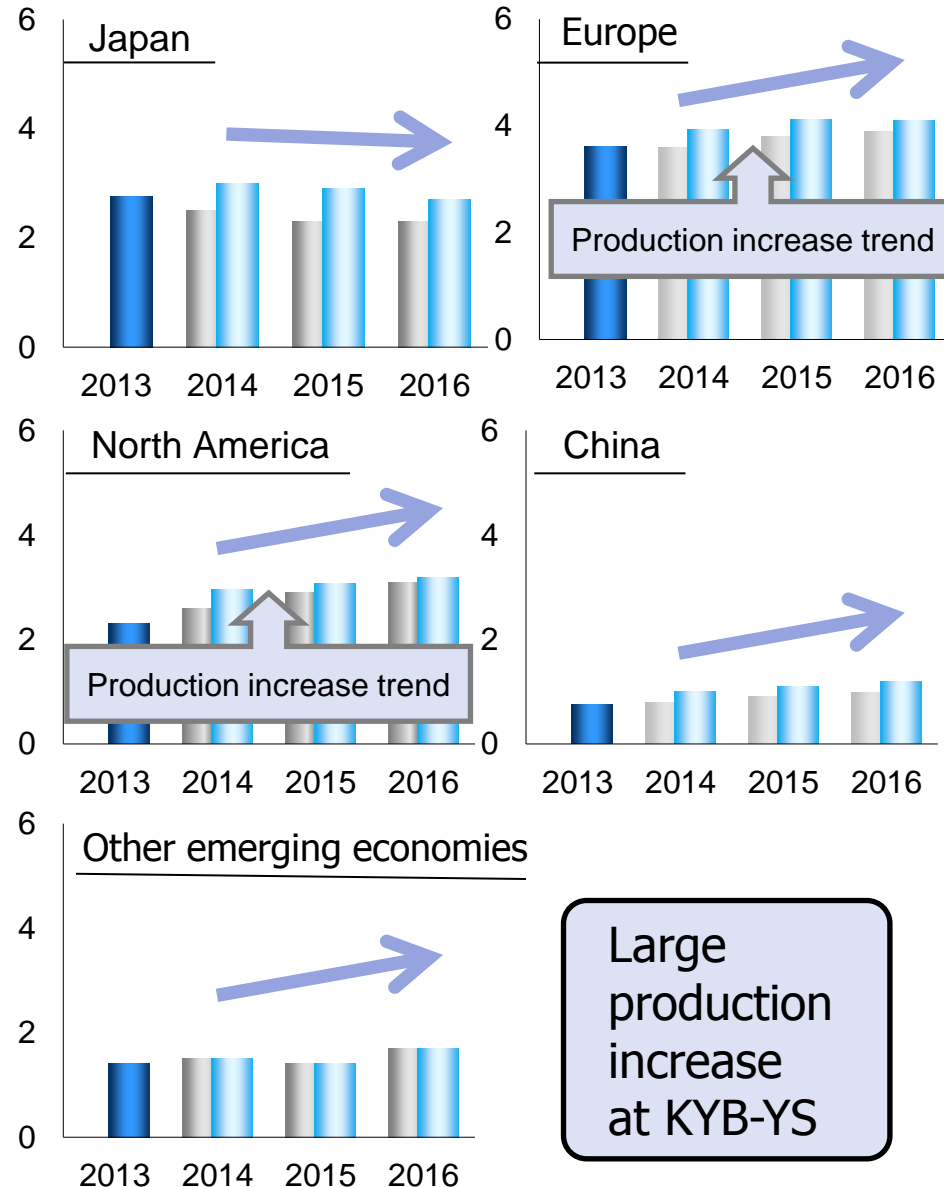 Japan
6
4
2
0
2013 2014 2015 2016
Europe
6
4
2
0
Production increase trend
2013 2014 2015 2016
North America
6
4
2
0
Production increase trend
2013 2014 2015 2016
China
6
4
2
0
2013 2014 2015 2016
Other emerging economies
6
4
2
0
2013 2014 2015 2016
Large
production
increase
at KYB-YS